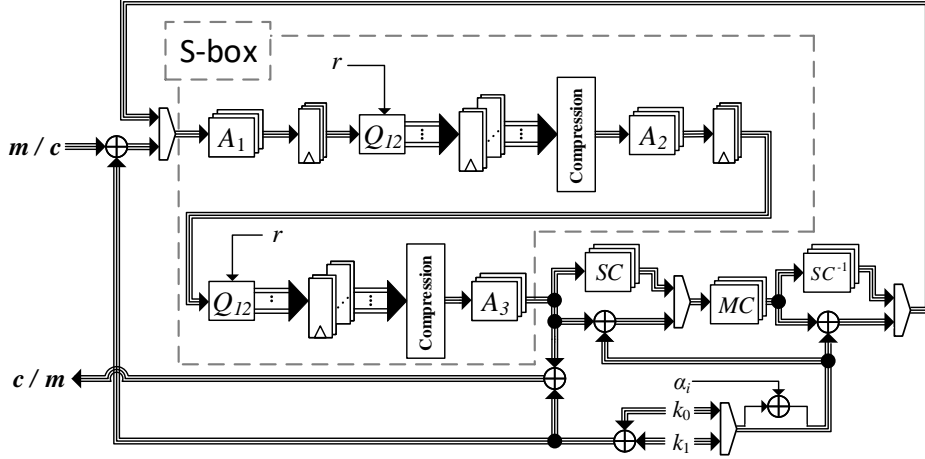 S-box
r
A1
Q12
Compression
A2
m / c
r
Q12
Compression
A3
SC
MC
SC-1
c / m
αi
k0
k1